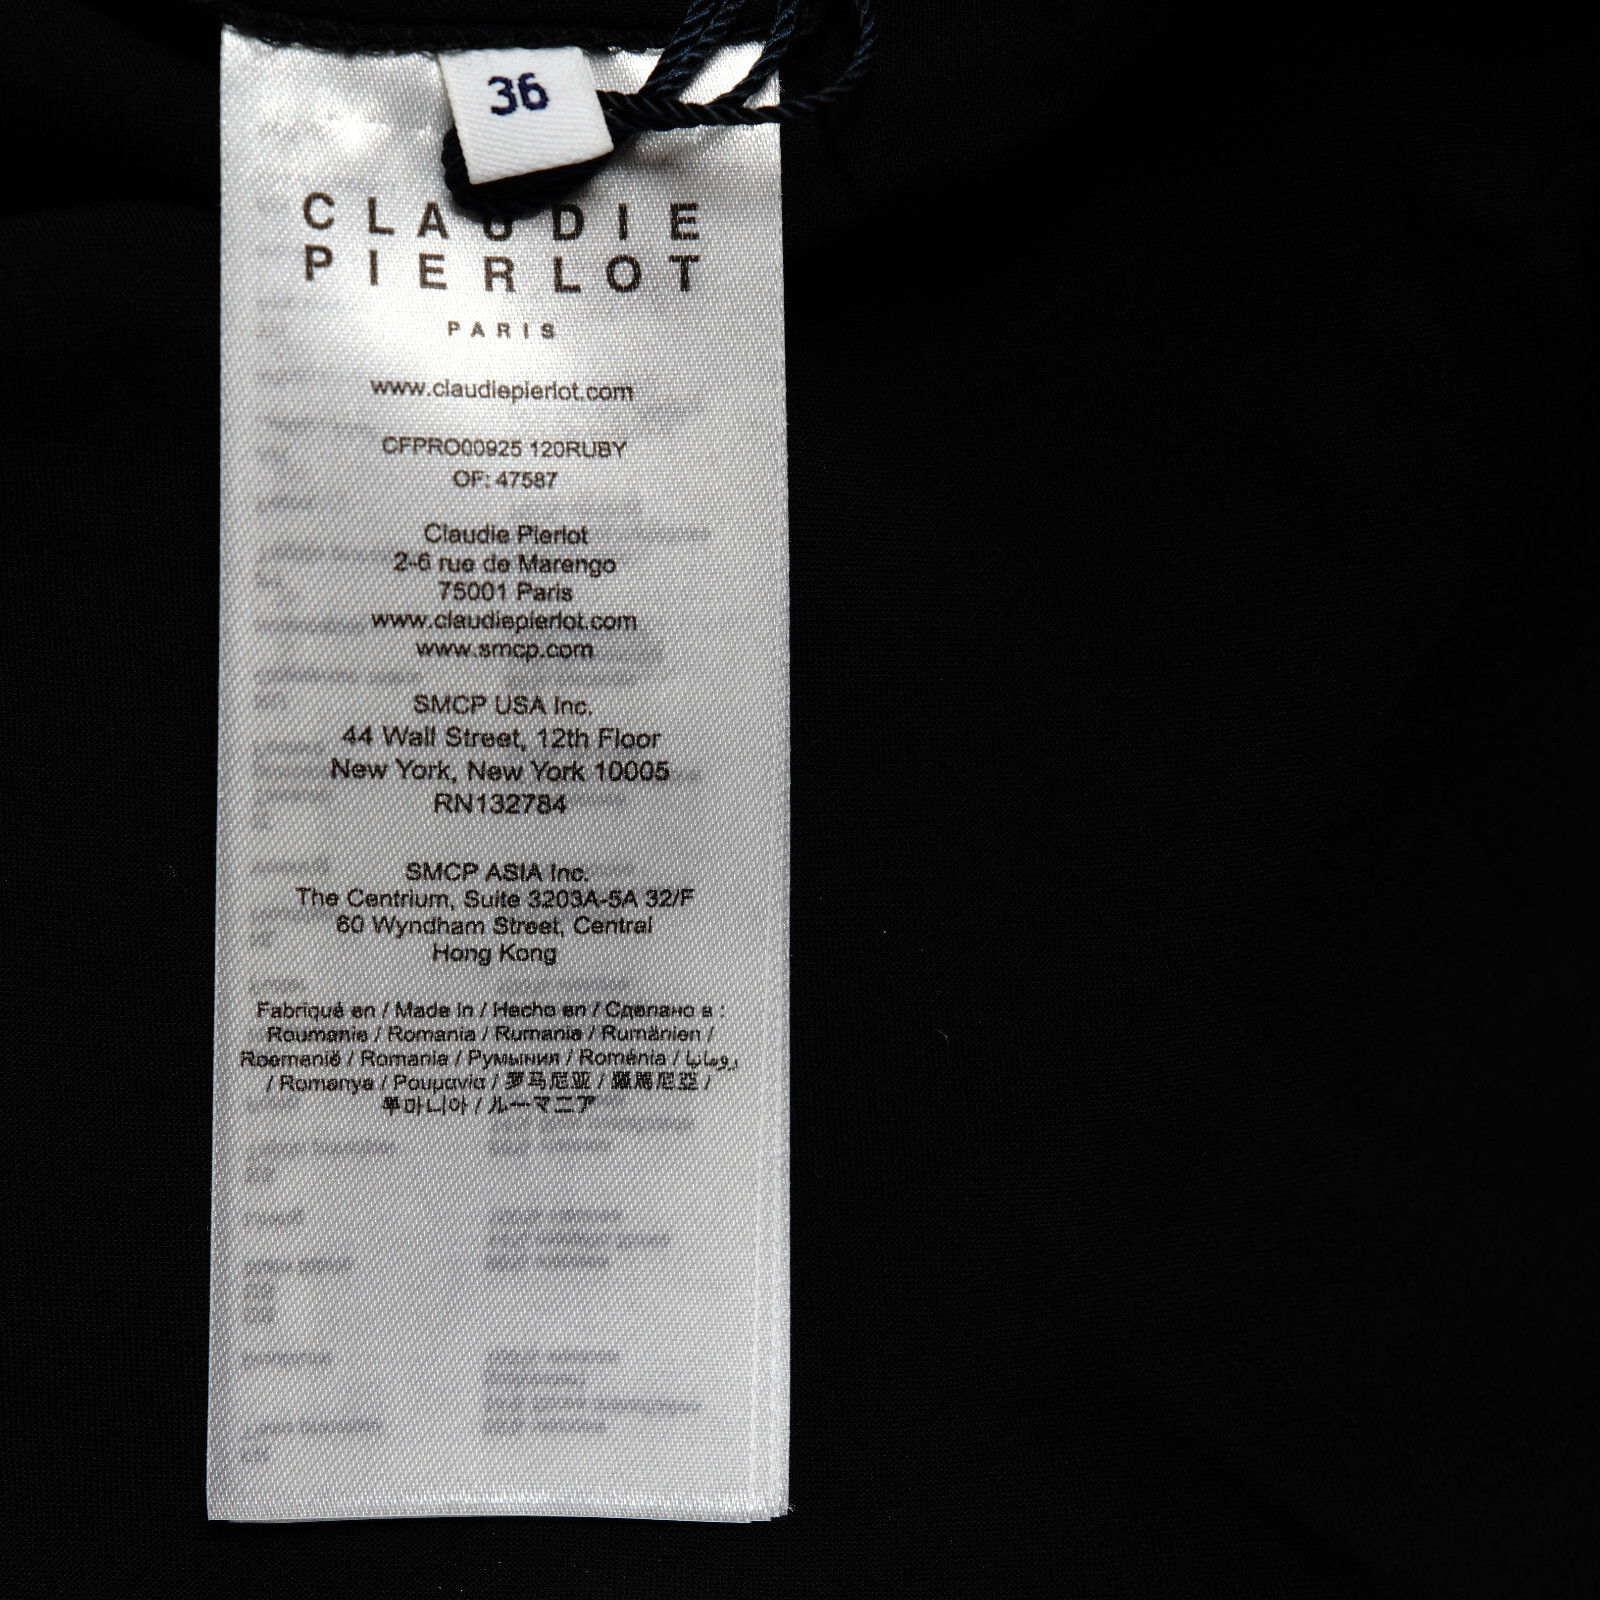 36
CLAUDIE
PIERLOT
PARIS
www.claudiepierlot.com
CFPRO00925 120RUBY
OF: 47587
Claudie Pierlot
2-6 rue de Marengo
75001 Paris
www.claudiepierlot.com
www.smcp.com
SMCP USA Inc.
44 Wall Street, 12th Floor
New York, New York 10005
RN132784
SMCP ASIA Inc.
The Centrium, Suite 3203A-5A 32/F
60 Wyndham Street, Central
Hong Kong
Fabriqué en / Made in / Hecho en / Сделано в :
Roumanie / Romania / Rumania / Rumänien /
Roemenië / Romania / Румыния / Roménia / رومانيا
/ Romanya / Ρουμανία / 罗马尼亚 / 羅馬尼亞 /
루마니아 / ルーマニア